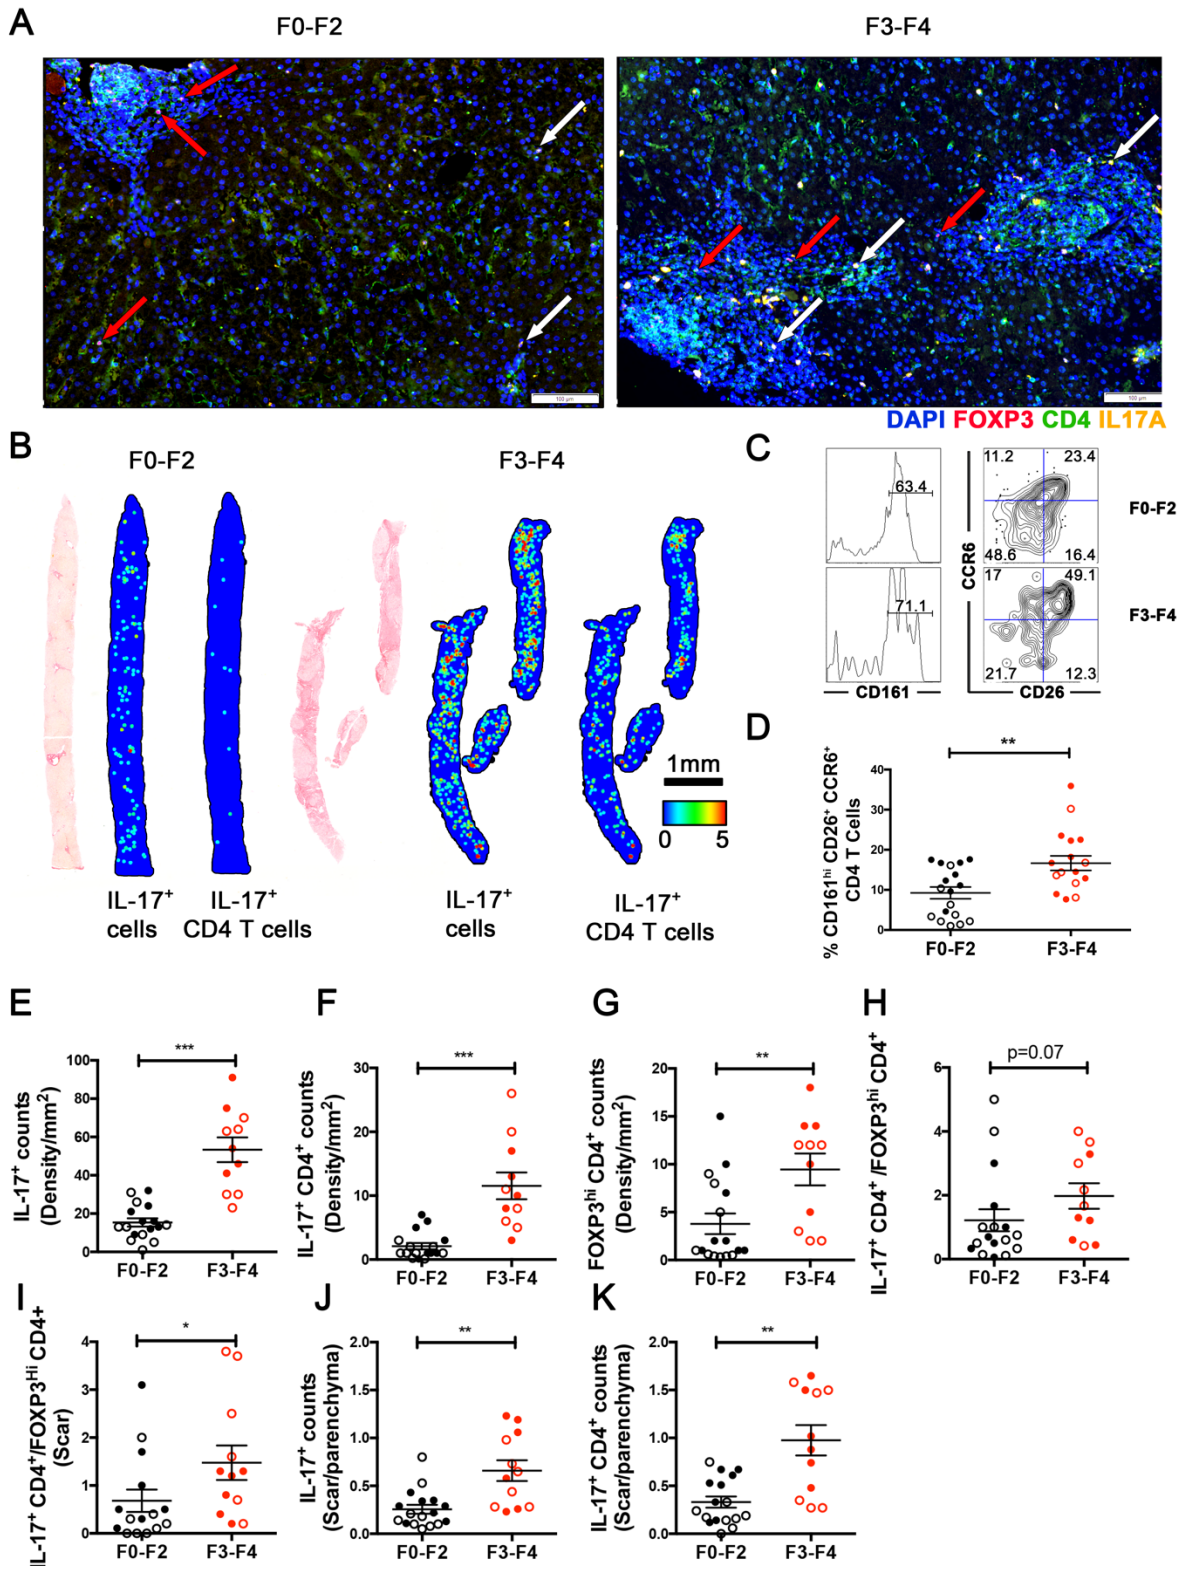 A
F0-F2
F3-F4
100 µm
100 µm
DAPI FOXP3 CD4 IL17A
B
F0-F2
F3-F4
1mm
0 5
IL-17+
cells
IL-17+
CD4 T cells
IL-17+
cells
IL-17+
CD4 T cells
C
63.4
11.2 23.4
48.6 16.4
F0-F2
71.1
17 49.1
21.7 12.3
F3-F4
CCR6
CD161
CD26
D
**
% CD161hi CD26+ CCR6+
CD4 T Cells
40
30
20
10
0
F0-F2 F3-F4
E
***
IL-17+ counts
(Density/mm2)
100
80
60
40
20
0
F0-F2 F3-F4
F
***
IL-17+ CD4+ counts
(Density/mm2)
30
20
10
0
F0-F2 F3-F4
G
**
FOXP3hi CD4+ counts
(Density/mm2)
20
15
10
5
0
F0-F2 F3-F4
H
p=0.07
IL-17+ CD4+ /FOXP3hi CD4+
6
4
2
0
F0-F2 F3-F4
I
*
IL-17+ CD4+/FOXP3Hi CD4+
(Scar)
4
3
2
1
0
F0-F2 F3-F4
J
**
IL-17+ counts
(Scar/parenchyma)
2.0
1.5
1.0
0.5
0.0
F0-F2 F3-F4
K
**
IL-17+ CD4+ counts
(Scar/parenchyma)
2.0
1.5
1.0
0.5
0.0
F0-F2 F3-F4